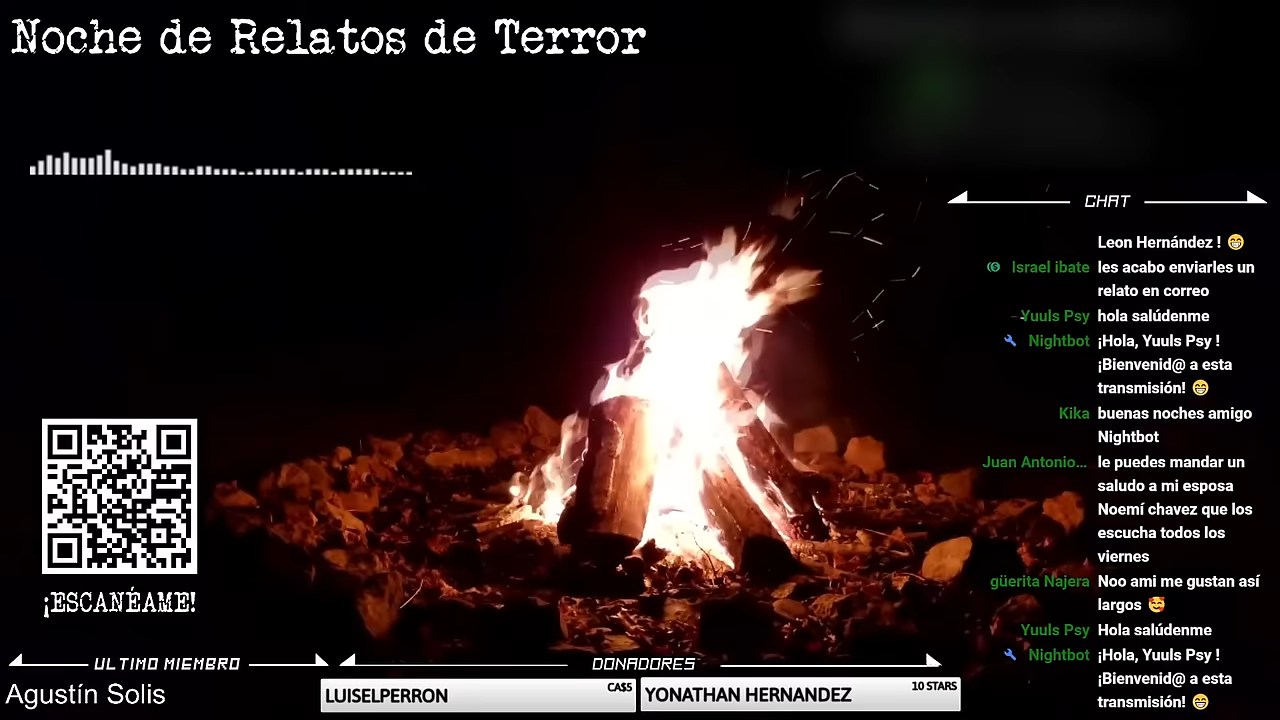 Noche de Relatos de Terror
CHAT
Leon Hernández ! 😁
Israel ibate les acabo enviarles un
relato en correo
Yuuls Psy hola salúdenme
Nightbot ¡Hola, Yuuls Psy !
¡Bienvenid@ a esta
transmisión! 😁
Kika buenas noches amigo
Nightbot
Juan Antonio... le puedes mandar un
saludo a mi esposa
Noemí chavez que los
escucha todos los
viernes
güerita Najera Noo ami me gustan así
largos 🥰
Yuuls Psy Hola salúdenme
Nightbot ¡Hola, Yuuls Psy !
¡Bienvenid@ a esta
transmisión! 😁
¡ESCANÉAME!
ULTIMO MIEMBRO
Agustín Solis
DONADORES
LUISELPERRON CA$5
YONATHAN HERNANDEZ 10 STARS